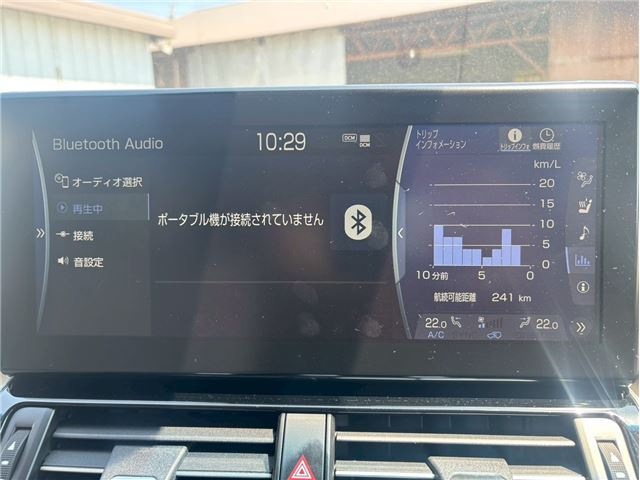 Bluetooth Audio
10:29
DCM
DCM
オーディオ選択
再生中
接続
音設定
ポータブル機が接続されていません
トリップ
インフォメーション
トリップインフォ
燃費履歴
km/L
20
15
10
5
0
10分前
5
0
航続可能距離 241 km
22.0
A/C
22.0